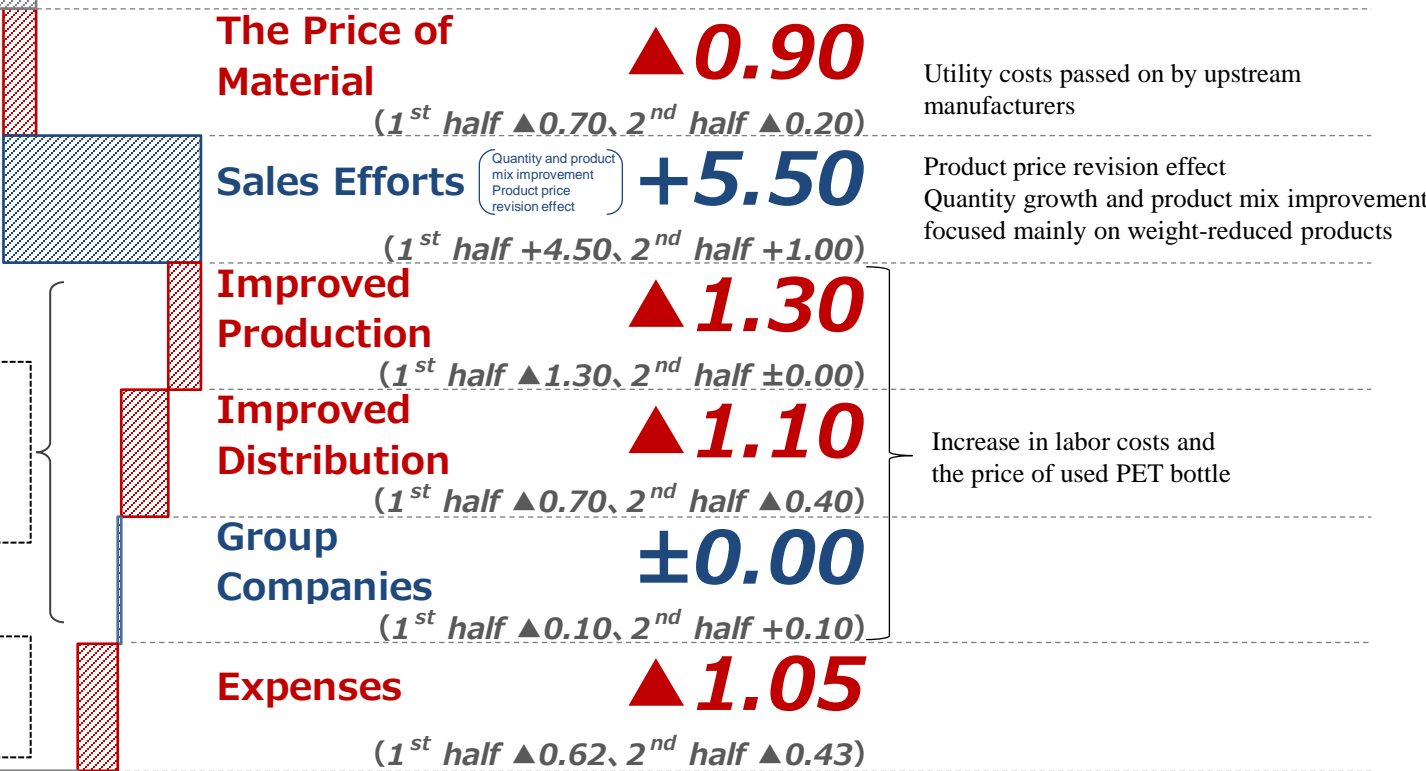 The Price of
Material
▲0.90
(1st half ▲0.70、2nd half ▲0.20)
Utility costs passed on by upstream
manufacturers
Sales Efforts
Quantity and product
mix improvement
Product price
revision effect
+5.50
(1st half +4.50、2nd half +1.00)
Product price revision effect
Quantity growth and product mix improvement
focused mainly on weight-reduced products
Improved
Production
▲1.30
(1st half ▲1.30、2nd half ±0.00)
Improved
Distribution
▲1.10
(1st half ▲0.70、2nd half ▲0.40)
Increase in labor costs and
the price of used PET bottle
Group
Companies
±0.00
(1st half ▲0.10、2nd half +0.10)
Expenses
▲1.05
(1st half ▲0.62、2nd half ▲0.43)